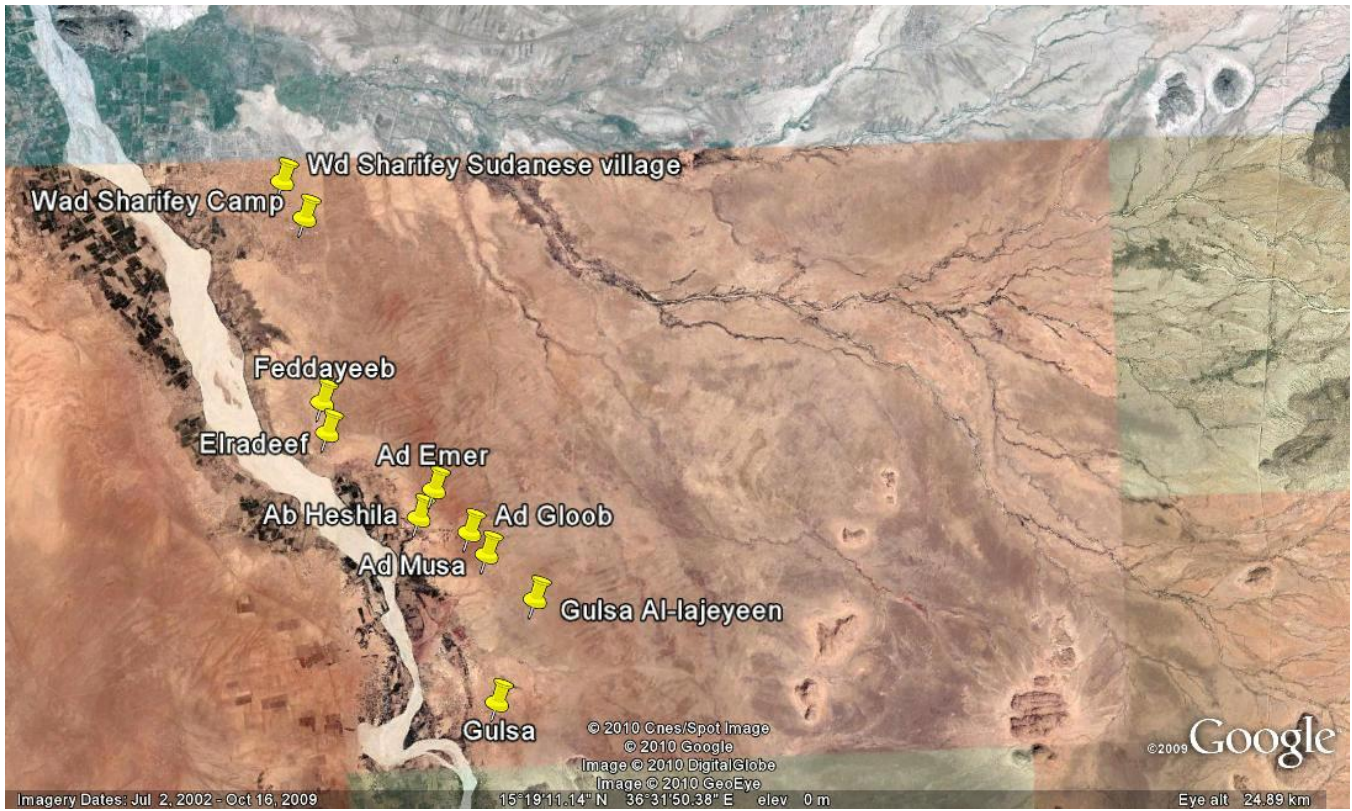 Wd Sharifey Sudanese village
Wad Sharifey Camp
Feddayeeb
Elradeef
Ad Emer
Ab Heshila
Ad Gloob
Ad Musa
Gulsa Al-lajeyeen
Gulsa
© 2010 Cnes/Spot Image
© 2010 Google
Image © 2010 DigitalGlobe
Image © 2010 GeoEye
©2009 Google
Imagery Dates: Jul 2, 2002 - Oct 16, 2009 15°19'11.14" N 36°31'50.38" E elev 0 m Eye alt 24.89 km